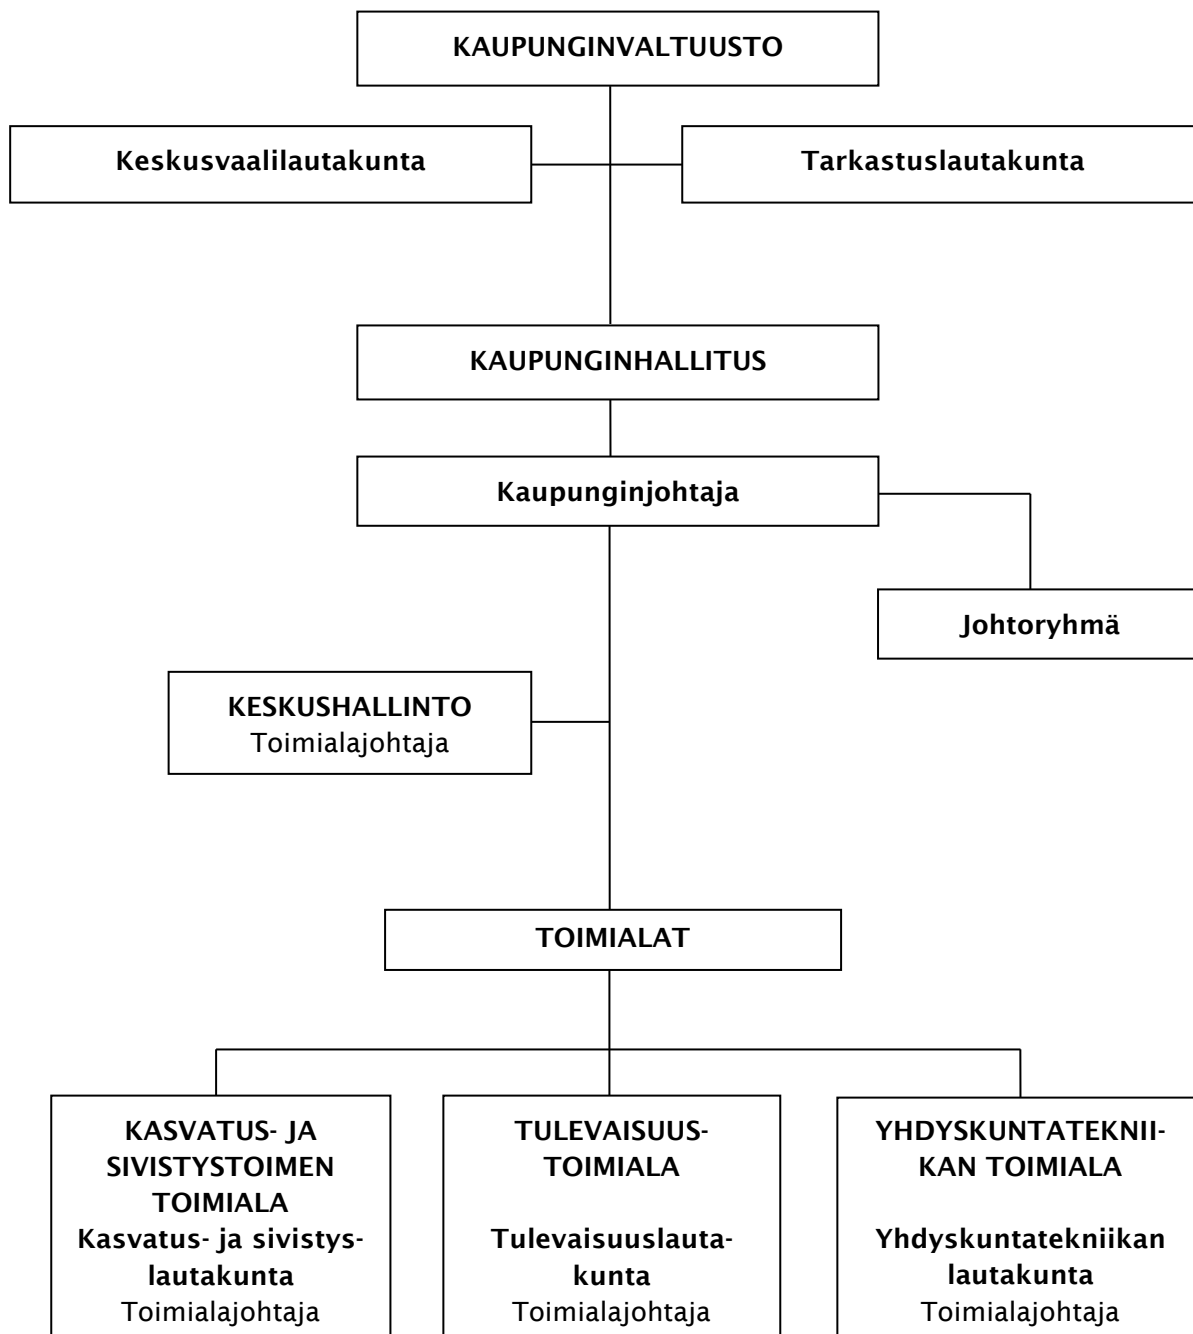 KAUPUNGINVALTUUSTO
Keskusvaalilautakunta
Tarkastuslautakunta
KAUPUNGINHALLITUS
Kaupunginjohtaja
Johtoryhmä
KESKUSHALLINTO
Toimialajohtaja
TOIMIALAT
KASVATUS- JA
SIVISTYSTOIMEN
TOIMIALA
Kasvatus- ja sivistys-
lautakunta
Toimialajohtaja
TULEVAISUUS-
TOIMIALA
Tulevaisuuslauta-
kunta
Toimialajohtaja
YHDYSKUNTATEKNII-
KAN TOIMIALA
Yhdyskuntatekniikan
lautakunta
Toimialajohtaja